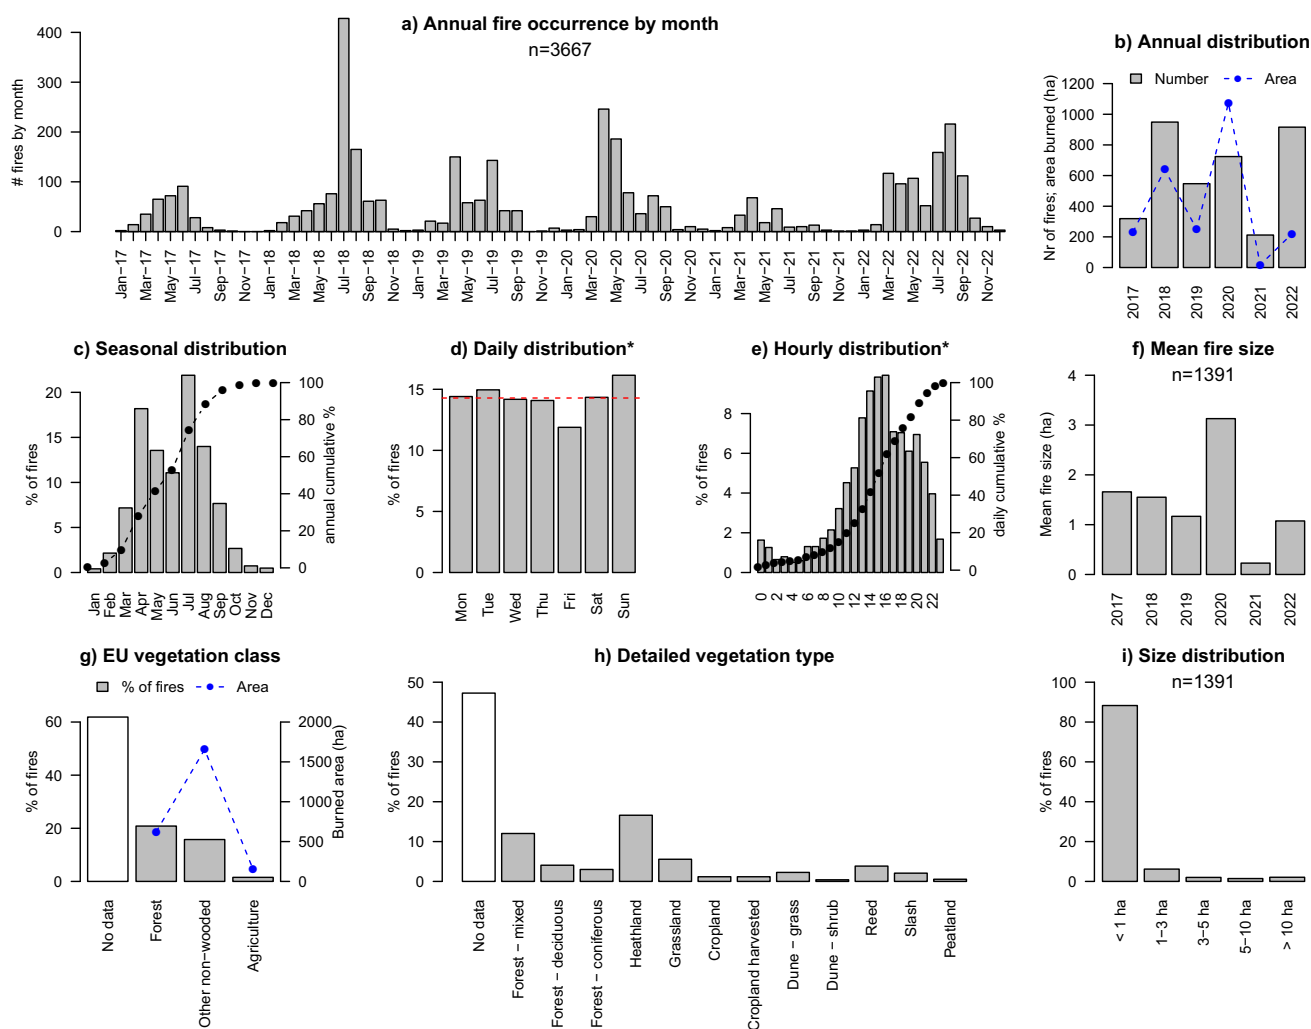 a) Annual fire occurrence by month
n=3667
# fires by month
400
300
200
100
0
Jan−17
Mar−17
May−17
Jul−17
Sep−17
Nov−17
Jan−18
Mar−18
May−18
Jul−18
Sep−18
Nov−18
Jan−19
Mar−19
May−19
Jul−19
Sep−19
Nov−19
Jan−20
Mar−20
May−20
Jul−20
Sep−20
Nov−20
Jan−21
Mar−21
May−21
Jul−21
Sep−21
Nov−21
Jan−22
Mar−22
May−22
Jul−22
Sep−22
Nov−22
b) Annual distribution
Number
Area
Nr of fires; area burned (ha)
1200
1000
800
600
400
200
0
2017
2018
2019
2020
2021
2022
c) Seasonal distribution
% of fires
20
15
10
5
0
annual cumulative %
100
80
60
40
20
0
Jan
Feb
Mar
Apr
May
Jun
Jul
Aug
Sep
Oct
Nov
Dec
d) Daily distribution*
% of fires
15
10
5
0
Mon
Tue
Wed
Thu
Fri
Sat
Sun
e) Hourly distribution*
% of fires
8
6
4
2
0
daily cumulative %
100
80
60
40
20
0
0
2
4
6
8
10
12
14
16
18
20
22
f) Mean fire size
n=1391
Mean fire size (ha)
4
3
2
1
0
2017
2018
2019
2020
2021
2022
g) EU vegetation class
% of fires
Area
% of fires
60
40
20
0
Burned area (ha)
2000
1500
1000
500
0
No data
Forest
Other non−wooded
Agriculture
h) Detailed vegetation type
% of fires
50
40
30
20
10
0
No data
Forest − mixed
Forest − deciduous
Forest − coniferous
Heathland
Grassland
Cropland
Cropland harvested
Dune − grass
Dune − shrub
Reed
Slash
Peatland
i) Size distribution
n=1391
% of fires
100
80
60
40
20
0
< 1 ha
1−3 ha
3−5 ha
5−10 ha
> 10 ha